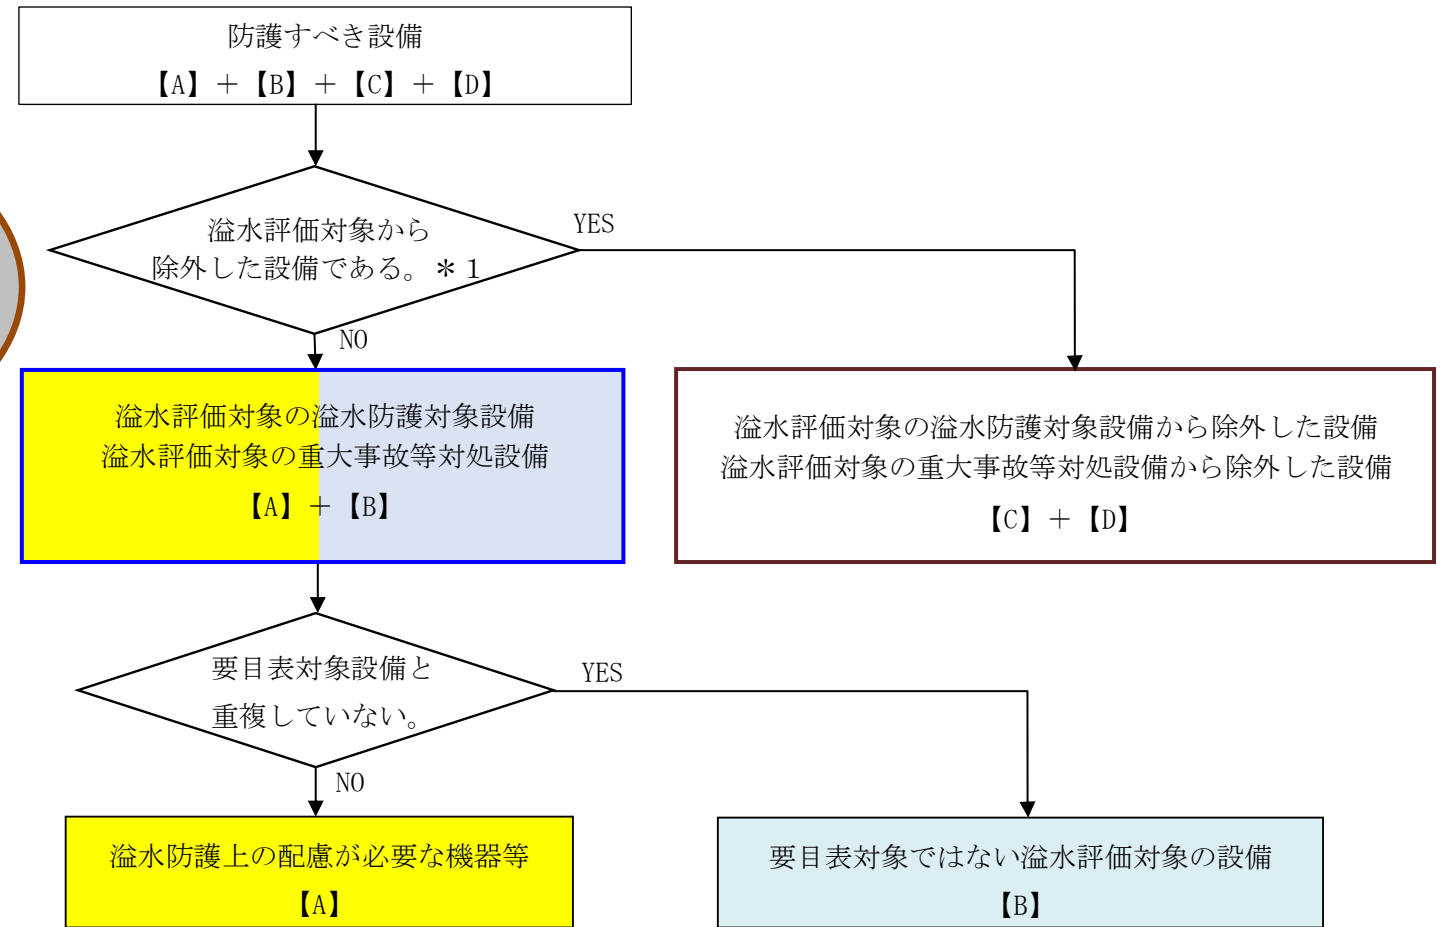 防護すべき設備
【A】＋【B】＋【C】＋【D】
溢水評価対象から
除外した設備である。＊1
YES
NO
溢水評価対象の溢水防護対象設備
溢水評価対象の重大事故等対処設備
【A】＋【B】
溢水評価対象の溢水防護対象設備から除外した設備
溢水評価対象の重大事故等対処設備から除外した設備
【C】＋【D】
要目表対象設備と
重複していない。
YES
NO
溢水防護上の配慮が必要な機器等
【A】
要目表対象ではない溢水評価対象の設備
【B】